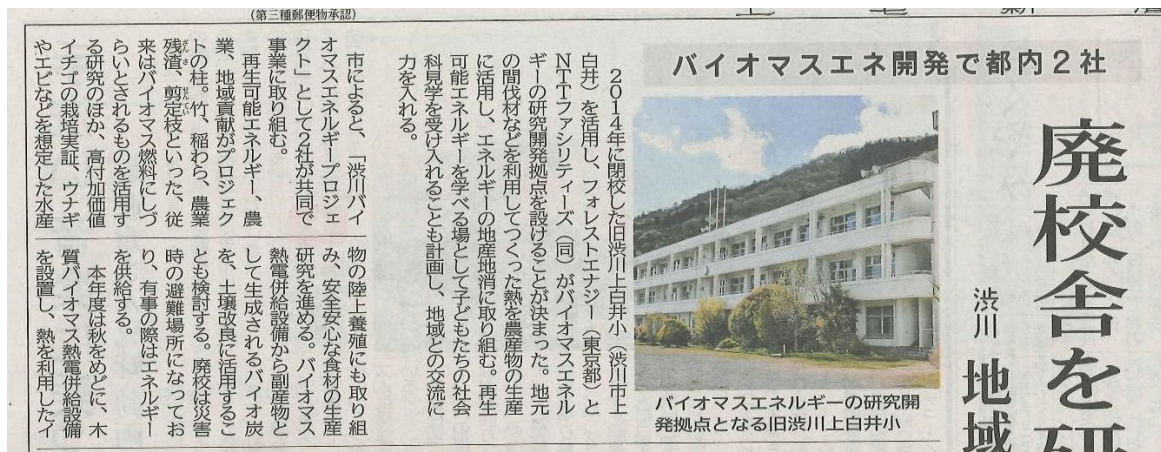 (第三種郵便物承認)
廃校舎を研
渋川 地域
バイオマスエネ開発で都内２社
バイオマスエネルギーの研究開
発拠点となる旧渋川上白井小
２０１４年に閉校した旧渋川上白井小（渋川市上
白井）を活用し、フォレストエナジー（東京都）と
ＮＴＴファシリティーズ（同）がバイオマスエネル
ギーの研究開発拠点を設けることが決まった。地元
の間伐材などを利用してつくった熱を農産物の生産
に活用し、エネルギーの地産地消に取り組む。再生
可能エネルギーを学べる場として子どもたちの社会
科見学を受け入れることも計画し、地域との交流に
力を入れる。
市によると、「渋川バイ
オマスエネルギープロジェ
クト」として２社が共同で
事業に取り組む。
再生可能エネルギー、農
業、地域貢献がプロジェク
トの柱。竹、稲わら、農業
残渣、剪定枝といった、従
来はバイオマス燃料にしづ
らいとされるものを活用す
る研究のほか、高付加価値
イチゴの栽培実証、ウナギ
やエビなどを想定した水産
物の陸上養殖にも取り組
み、安全安心な食材の生産
研究を進める。バイオマス
熱電併給設備から副産物と
して生成されるバイオ炭
を、土壌改良に活用するこ
とも検討する。廃校は災害
時の避難場所になってお
り、有事の際はエネルギー
を供給する。
本年度は秋をめどに、木
質バイオマス熱電併給設備
を設置し、熱を利用したイ